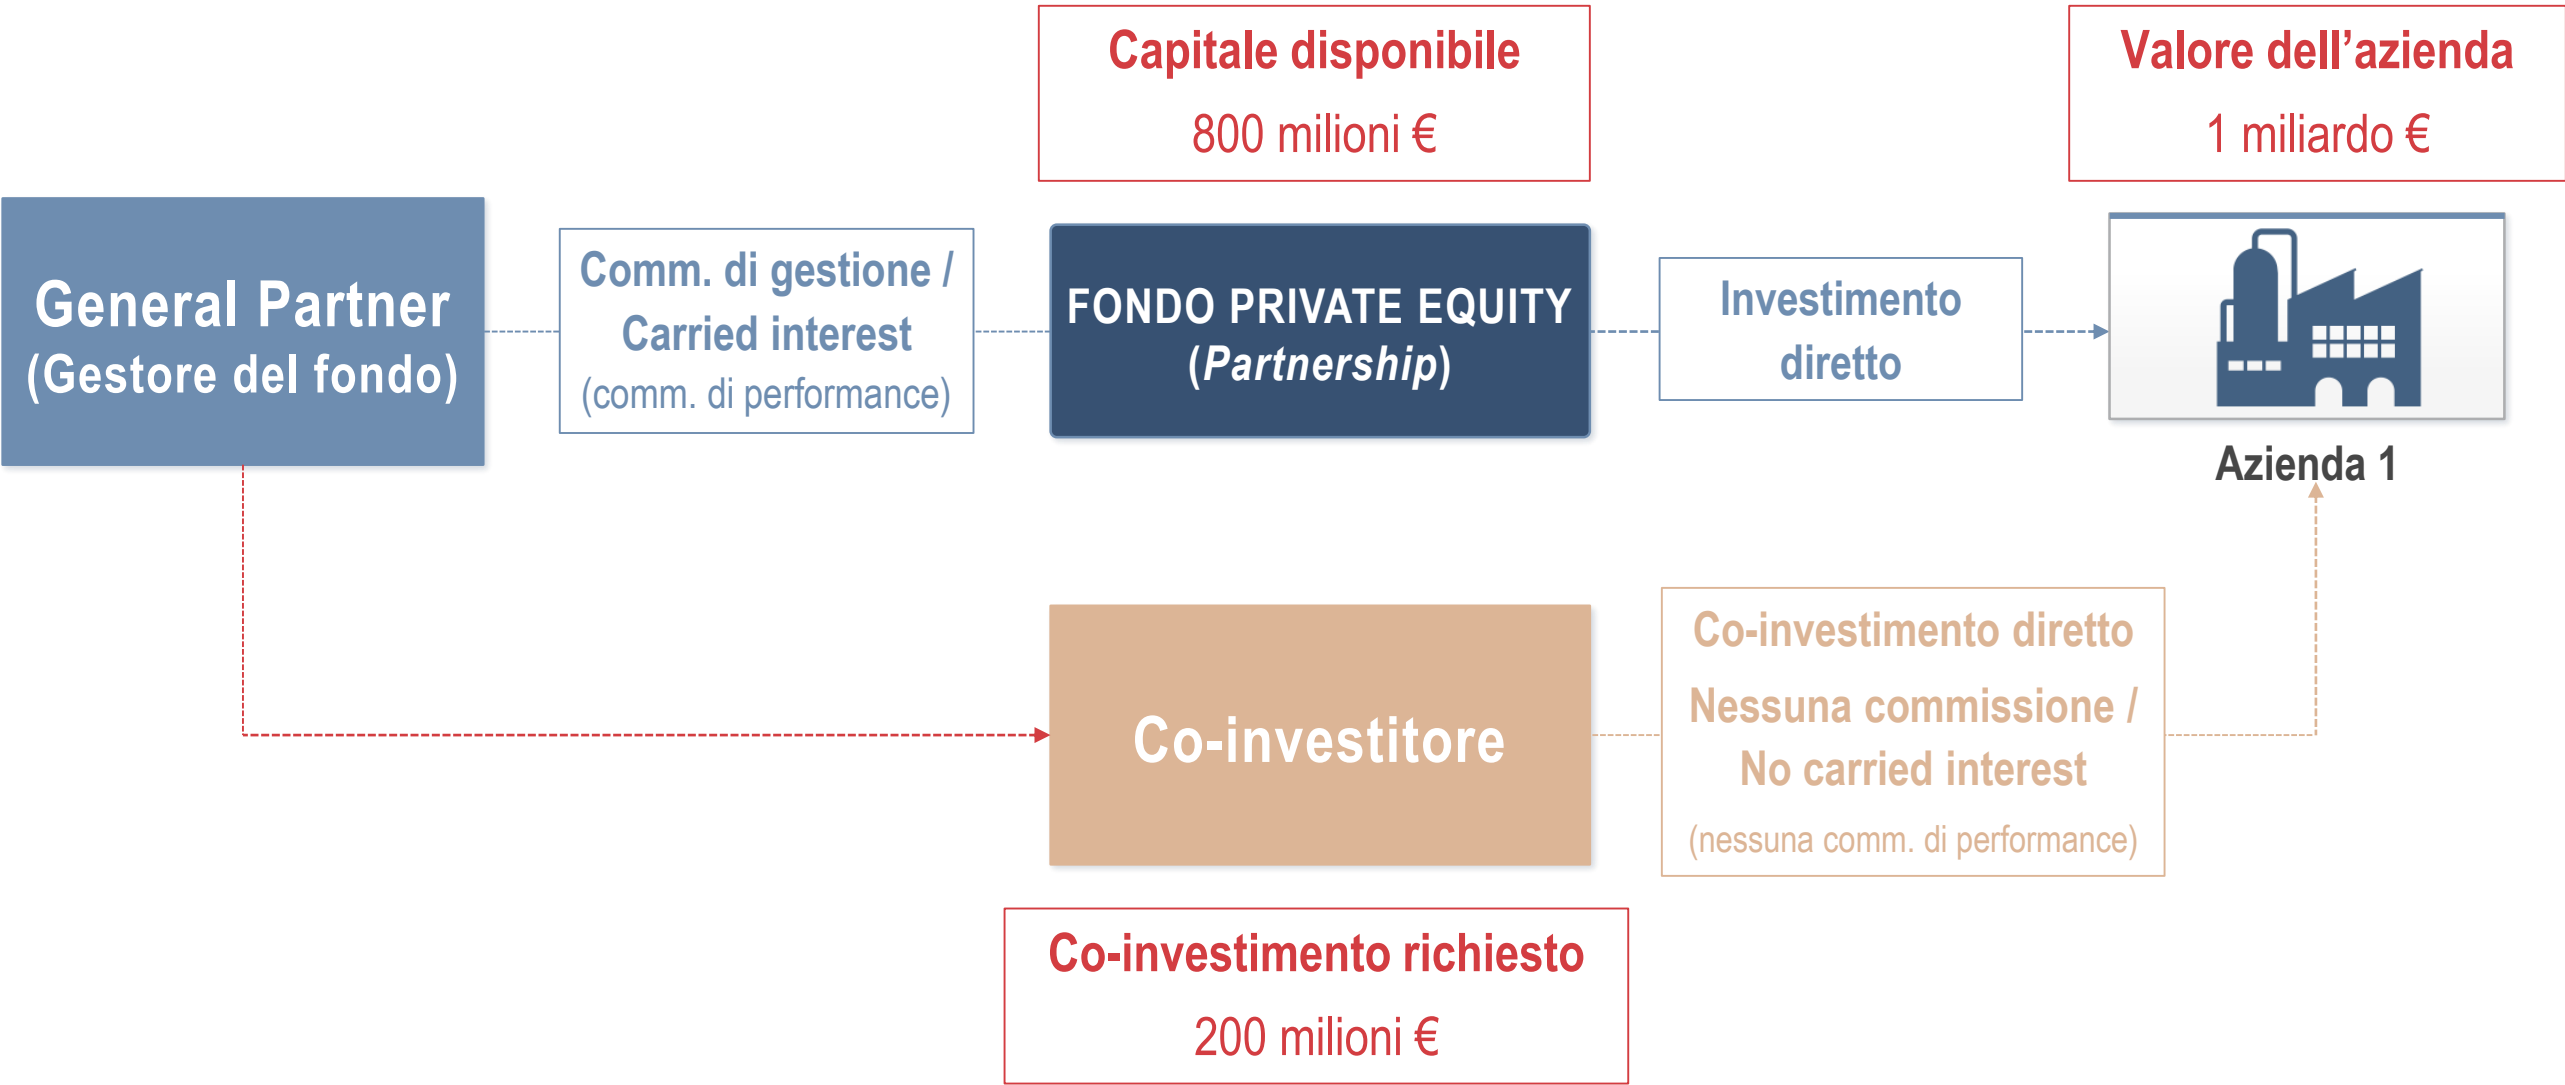 Capitale disponibile
800 milioni €
Valore dell’azienda
1 miliardo €
General Partner
(Gestore del fondo)
Comm. di gestione /
Carried interest
(comm. di performance)
FONDO PRIVATE EQUITY
(Partnership)
Investimento
diretto
Azienda 1
Co-investitore
Co-investimento diretto
Nessuna commissione /
No carried interest
(nessuna comm. di performance)
Co-investimento richiesto
200 milioni €